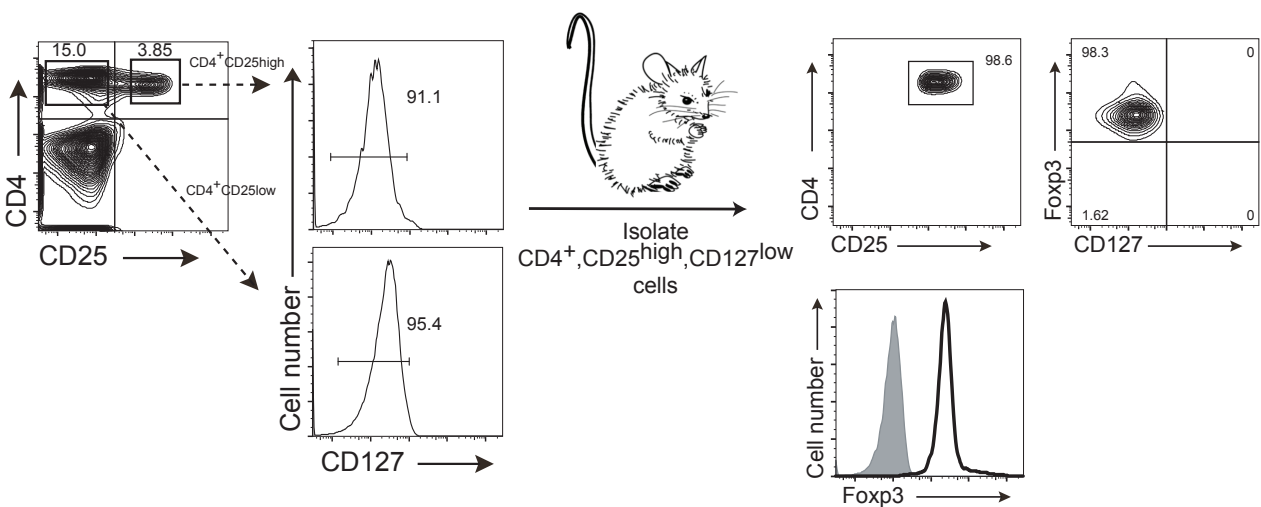 15.0
3.85
CD4⁺CD25high
CD4⁺CD25low
CD4
CD25
91.1
95.4
Cell number
CD127
Isolate
CD4⁺,CD25high,CD127low
cells
98.6
CD4
CD25
98.3
0
1.62
0
Foxp3
CD127
Cell number
Foxp3